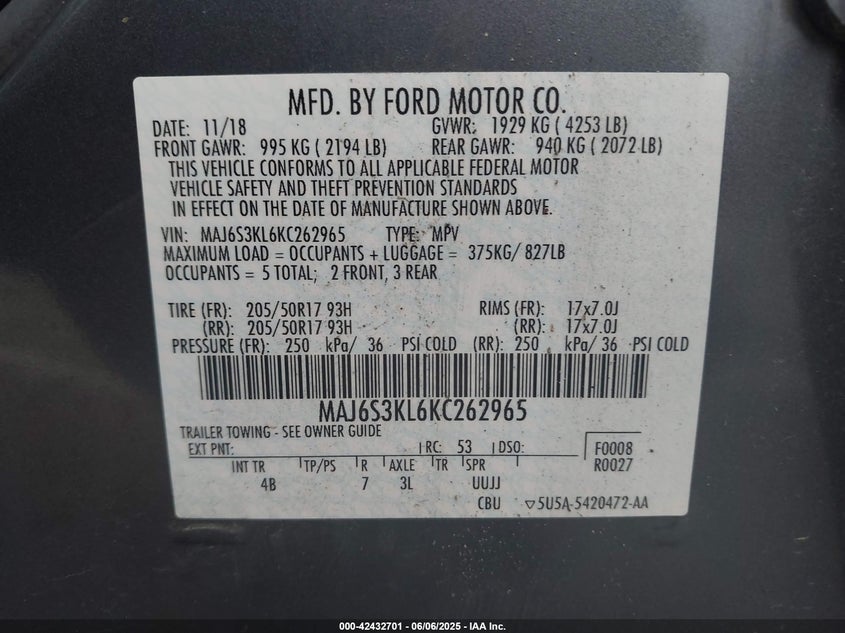 MFD. BY FORD MOTOR CO.
DATE: 11/18 GVWR: 1929 KG ( 4253 LB)
FRONT GAWR: 995 KG ( 2194 LB) REAR GAWR: 940 KG ( 2072 LB)
THIS VEHICLE CONFORMS TO ALL APPLICABLE FEDERAL MOTOR
VEHICLE SAFETY AND THEFT PREVENTION STANDARDS
IN EFFECT ON THE DATE OF MANUFACTURE SHOWN ABOVE.
VIN: MAJ6S3KL6KC262965 TYPE: MPV
MAXIMUM LOAD = OCCUPANTS + LUGGAGE = 375KG/ 827LB
OCCUPANTS = 5 TOTAL; 2 FRONT, 3 REAR
TIRE (FR): 205/50R17 93H RIMS (FR): 17x7.0J
(RR): 205/50R17 93H (RR): 17x7.0J
PRESSURE (FR): 250 kPa/ 36 PSI COLD (RR): 250 kPa/ 36 PSI COLD
MAJ6S3KL6KC262965
TRAILER TOWING - SEE OWNER GUIDE
EXT PNT: RC: 53 DSO: F0008
R0027
INT TR TP/PS R AXLE TR SPR
4B 7 3L UUJJ
CBU ▽5U5A-5420472-AA
000-42432701 - 06/06/2025 - IAA Inc.